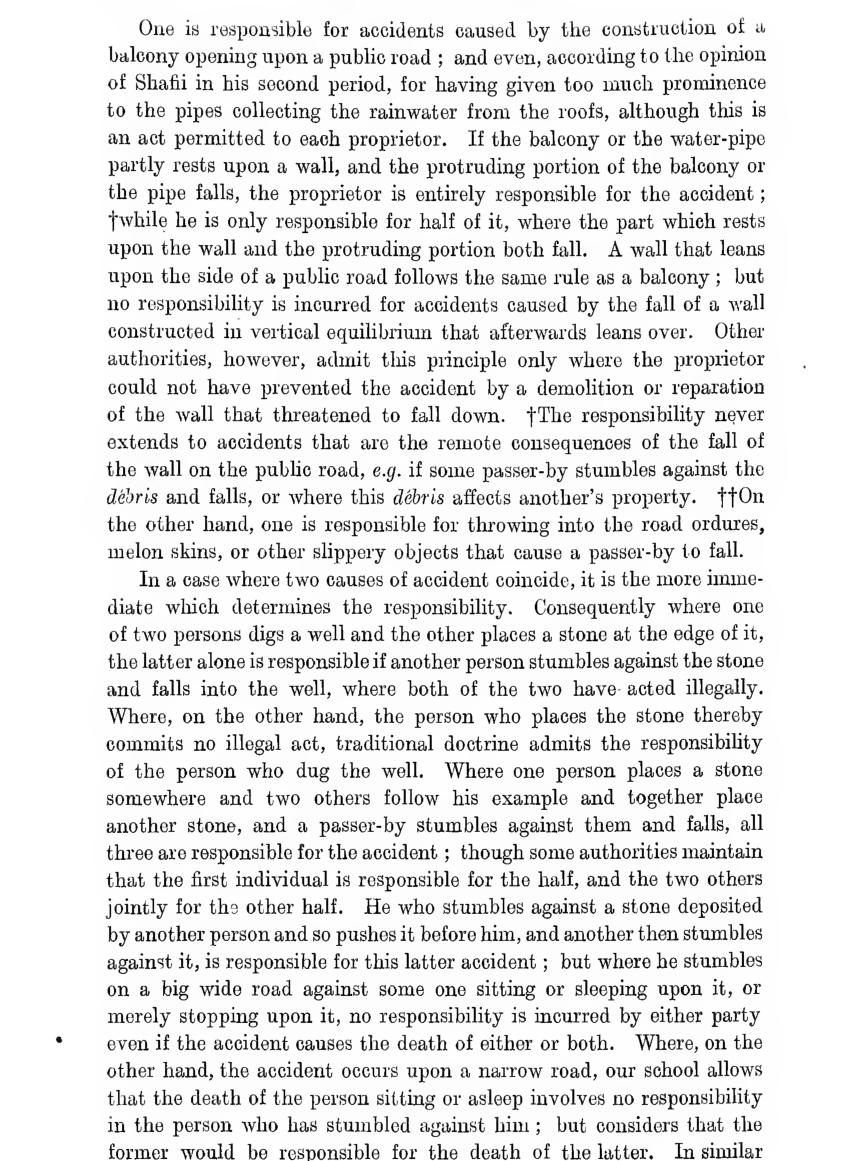 One is responsible for accidents caused by the construction of a
balcony opening upon a public road ; and even, according to the opinion
of Shafii in his second period, for having given too much prominence
to the pipes collecting the rainwater from the roofs, although this is
an act permitted to each proprietor. If the balcony or the water-pipe
partly rests upon a wall, and the protruding portion of the balcony or
the pipe falls, the proprietor is entirely responsible for the accident ;
†while he is only responsible for half of it, where the part which rests
upon the wall and the protruding portion both fall. A wall that leans
upon the side of a public road follows the same rule as a balcony ; but
no responsibility is incurred for accidents caused by the fall of a wall
constructed in vertical equilibrium that afterwards leans over. Other
authorities, however, admit this principle only where the proprietor
could not have prevented the accident by a demolition or reparation
of the wall that threatened to fall down. †The responsibility never
extends to accidents that are the remote consequences of the fall of
the wall on the public road, e.g. if some passer-by stumbles against the
débris and falls, or where this débris affects another's property. ††On
the other hand, one is responsible for throwing into the road ordures,
melon skins, or other slippery objects that cause a passer-by to fall.
In a case where two causes of accident coincide, it is the more imme-
diate which determines the responsibility. Consequently where one
of two persons digs a well and the other places a stone at the edge of it,
the latter alone is responsible if another person stumbles against the stone
and falls into the well, where both of the two have acted illegally.
Where, on the other hand, the person who places the stone thereby
commits no illegal act, traditional doctrine admits the responsibility
of the person who dug the well. Where one person places a stone
somewhere and two others follow his example and together place
another stone, and a passer-by stumbles against them and falls, all
three are responsible for the accident ; though some authorities maintain
that the first individual is responsible for the half, and the two others
jointly for the other half. He who stumbles against a stone deposited
by another person and so pushes it before him, and another then stumbles
against it, is responsible for this latter accident ; but where he stumbles
on a big wide road against some one sitting or sleeping upon it, or
merely stopping upon it, no responsibility is incurred by either party
even if the accident causes the death of either or both. Where, on the
other hand, the accident occurs upon a narrow road, our school allows
that the death of the person sitting or asleep involves no responsibility
in the person who has stumbled against him ; but considers that the
former would be responsible for the death of the latter. In similar